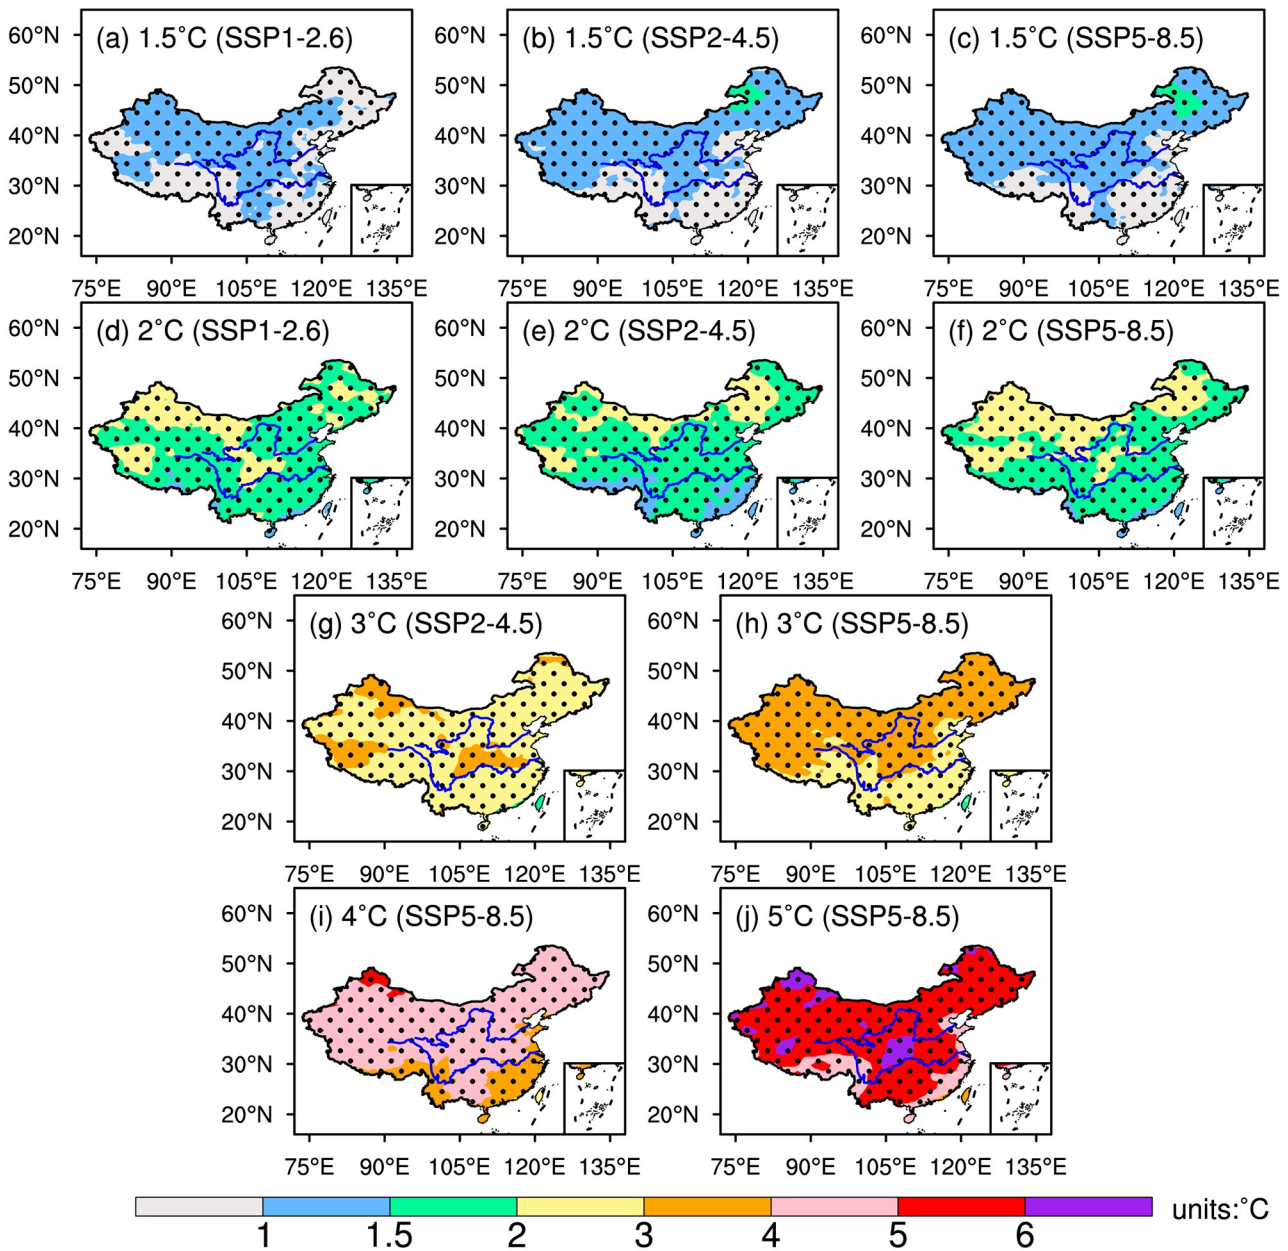 (a) 1.5°C (SSP1-2.6)
60°N
50°N
40°N
30°N
20°N
75°E 90°E 105°E 120°E 135°E
(b) 1.5°C (SSP2-4.5)
60°N
50°N
40°N
30°N
20°N
75°E 90°E 105°E 120°E 135°E
(c) 1.5°C (SSP5-8.5)
60°N
50°N
40°N
30°N
20°N
75°E 90°E 105°E 120°E 135°E
(d) 2°C (SSP1-2.6)
60°N
50°N
40°N
30°N
20°N
75°E 90°E 105°E 120°E 135°E
(e) 2°C (SSP2-4.5)
60°N
50°N
40°N
30°N
20°N
75°E 90°E 105°E 120°E 135°E
(f) 2°C (SSP5-8.5)
60°N
50°N
40°N
30°N
20°N
75°E 90°E 105°E 120°E 135°E
(g) 3°C (SSP2-4.5)
60°N
50°N
40°N
30°N
20°N
75°E 90°E 105°E 120°E 135°E
(h) 3°C (SSP5-8.5)
60°N
50°N
40°N
30°N
20°N
75°E 90°E 105°E 120°E 135°E
(i) 4°C (SSP5-8.5)
60°N
50°N
40°N
30°N
20°N
75°E 90°E 105°E 120°E 135°E
(j) 5°C (SSP5-8.5)
60°N
50°N
40°N
30°N
20°N
75°E 90°E 105°E 120°E 135°E
1 1.5 2 3 4 5 6 units:°C